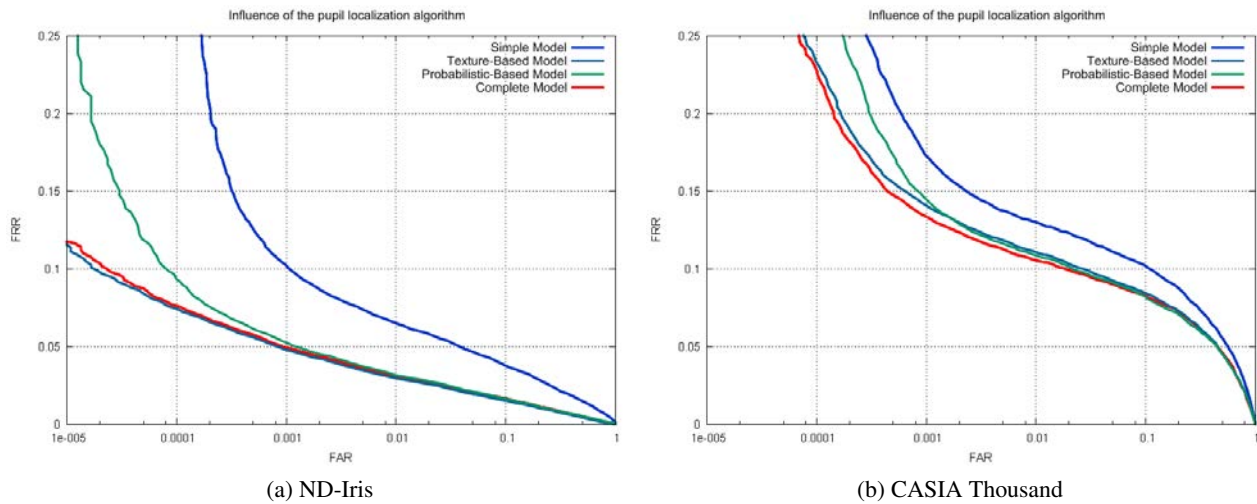 Influence of the pupil localization algorithm
0.25
0.2
0.15
0.1
0.05
0
FRR
Simple Model
Texture-Based Model
Probabilistic-Based Model
Complete Model
1e-005 0.0001 0.001 0.01 0.1 1
FAR
(a) ND-Iris
Influence of the pupil localization algorithm
0.25
0.2
0.15
0.1
0.05
0
FRR
Simple Model
Texture-Based Model
Probabilistic-Based Model
Complete Model
1e-005 0.0001 0.001 0.01 0.1 1
FAR
(b) CASIA Thousand